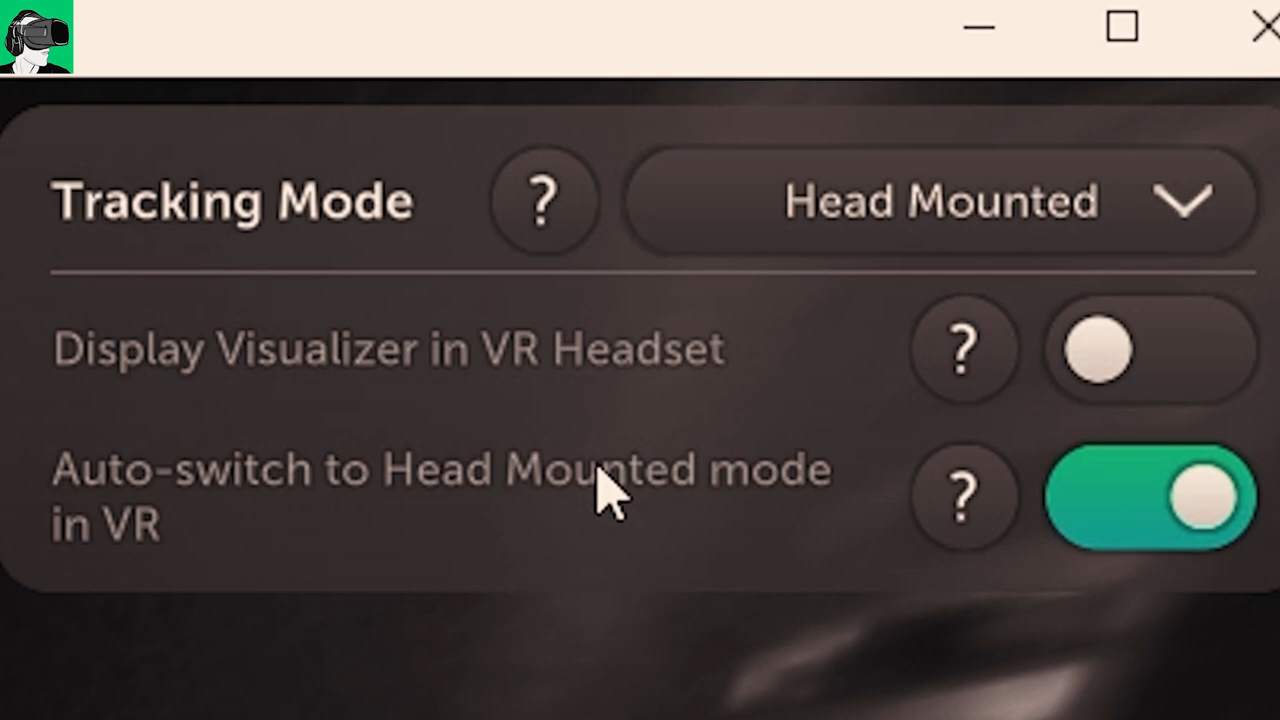 Tracking Mode ? Head Mounted
Display Visualizer in VR Headset ?
Auto-switch to Head Mounted mode ?
in VR